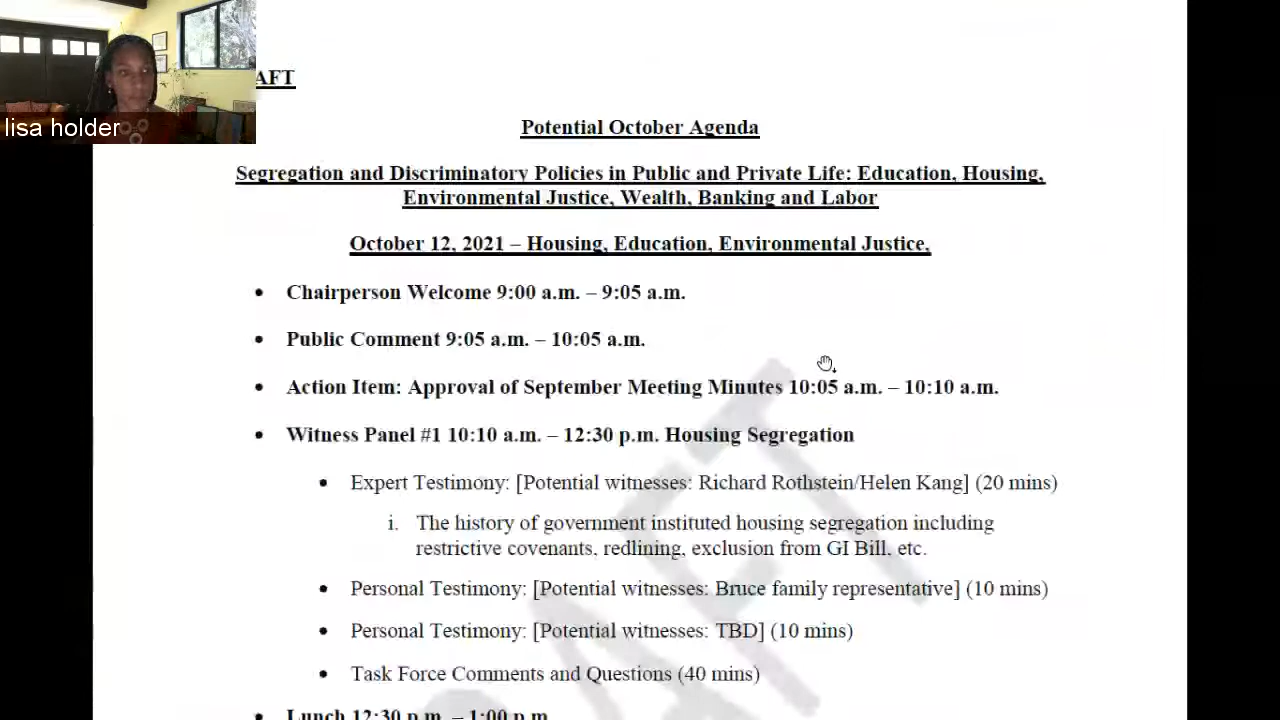 AFT
lisa holder
Potential October Agenda
Segregation and Discriminatory Policies in Public and Private Life: Education, Housing,
Environmental Justice, Wealth, Banking and Labor
October 12, 2021 – Housing, Education, Environmental Justice,
• Chairperson Welcome 9:00 a.m. – 9:05 a.m.
• Public Comment 9:05 a.m. – 10:05 a.m.
• Action Item: Approval of September Meeting Minutes 10:05 a.m. – 10:10 a.m.
• Witness Panel #1 10:10 a.m. – 12:30 p.m. Housing Segregation
• Expert Testimony: [Potential witnesses: Richard Rothstein/Helen Kang] (20 mins)
i. The history of government instituted housing segregation including
restrictive covenants, redlining, exclusion from GI Bill, etc.
• Personal Testimony: [Potential witnesses: Bruce family representative] (10 mins)
• Personal Testimony: [Potential witnesses: TBD] (10 mins)
• Task Force Comments and Questions (40 mins)
• Lunch 12:30 p.m. – 1:00 p.m.